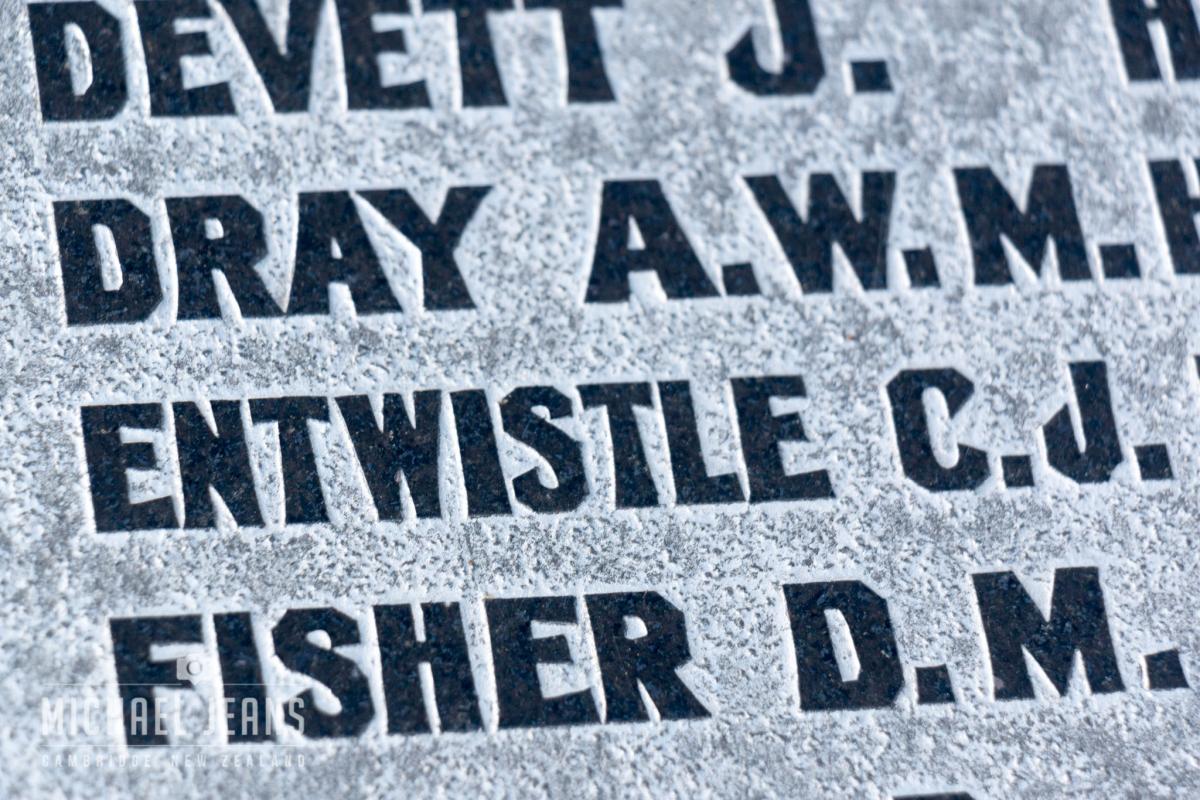 DEVETT J. H
DRAY A.W.M. H
ENTWISTLE C.J.
FISHER D.M.
MICHAEL JEANS
CAMBRIDGE NEW ZEALAND